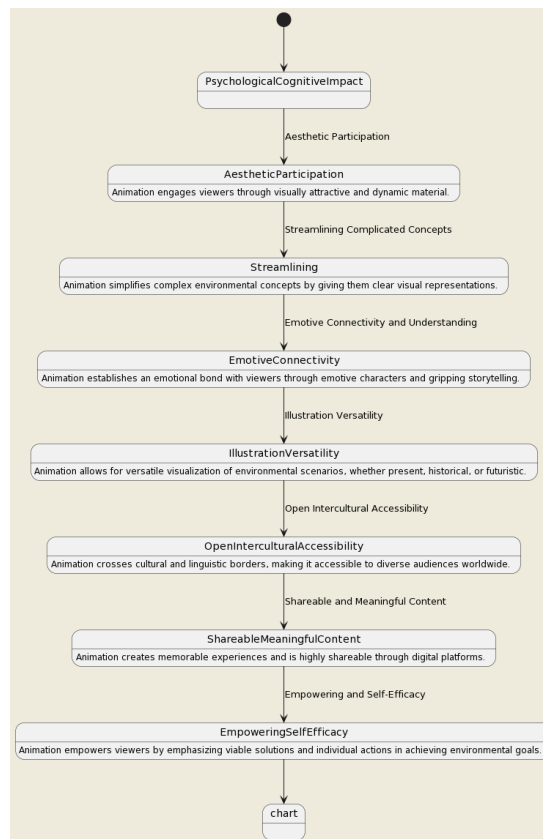 PsychologicalCognitiveImpact
Aesthetic Participation
AestheticParticipation
Animation engages viewers through visually attractive and dynamic material.
Streamlining Complicated Concepts
Streamlining
Animation simplifies complex environmental concepts by giving them clear visual representations.
Emotive Connectivity and Understanding
EmotiveConnectivity
Animation establishes an emotional bond with viewers through emotive characters and gripping storytelling.
Illustration Versatility
IllustrationVersatility
Animation allows for versatile visualization of environmental scenarios, whether present, historical, or futuristic.
Open Intercultural Accessibility
OpenInterculturalAccessibility
Animation crosses cultural and linguistic borders, making it accessible to diverse audiences worldwide.
Shareable and Meaningful Content
ShareableMeaningfulContent
Animation creates memorable experiences and is highly shareable through digital platforms.
Empowering and Self-Efficacy
EmpoweringSelfEfficacy
Animation empowers viewers by emphasizing viable solutions and individual actions in achieving environmental goals.
chart